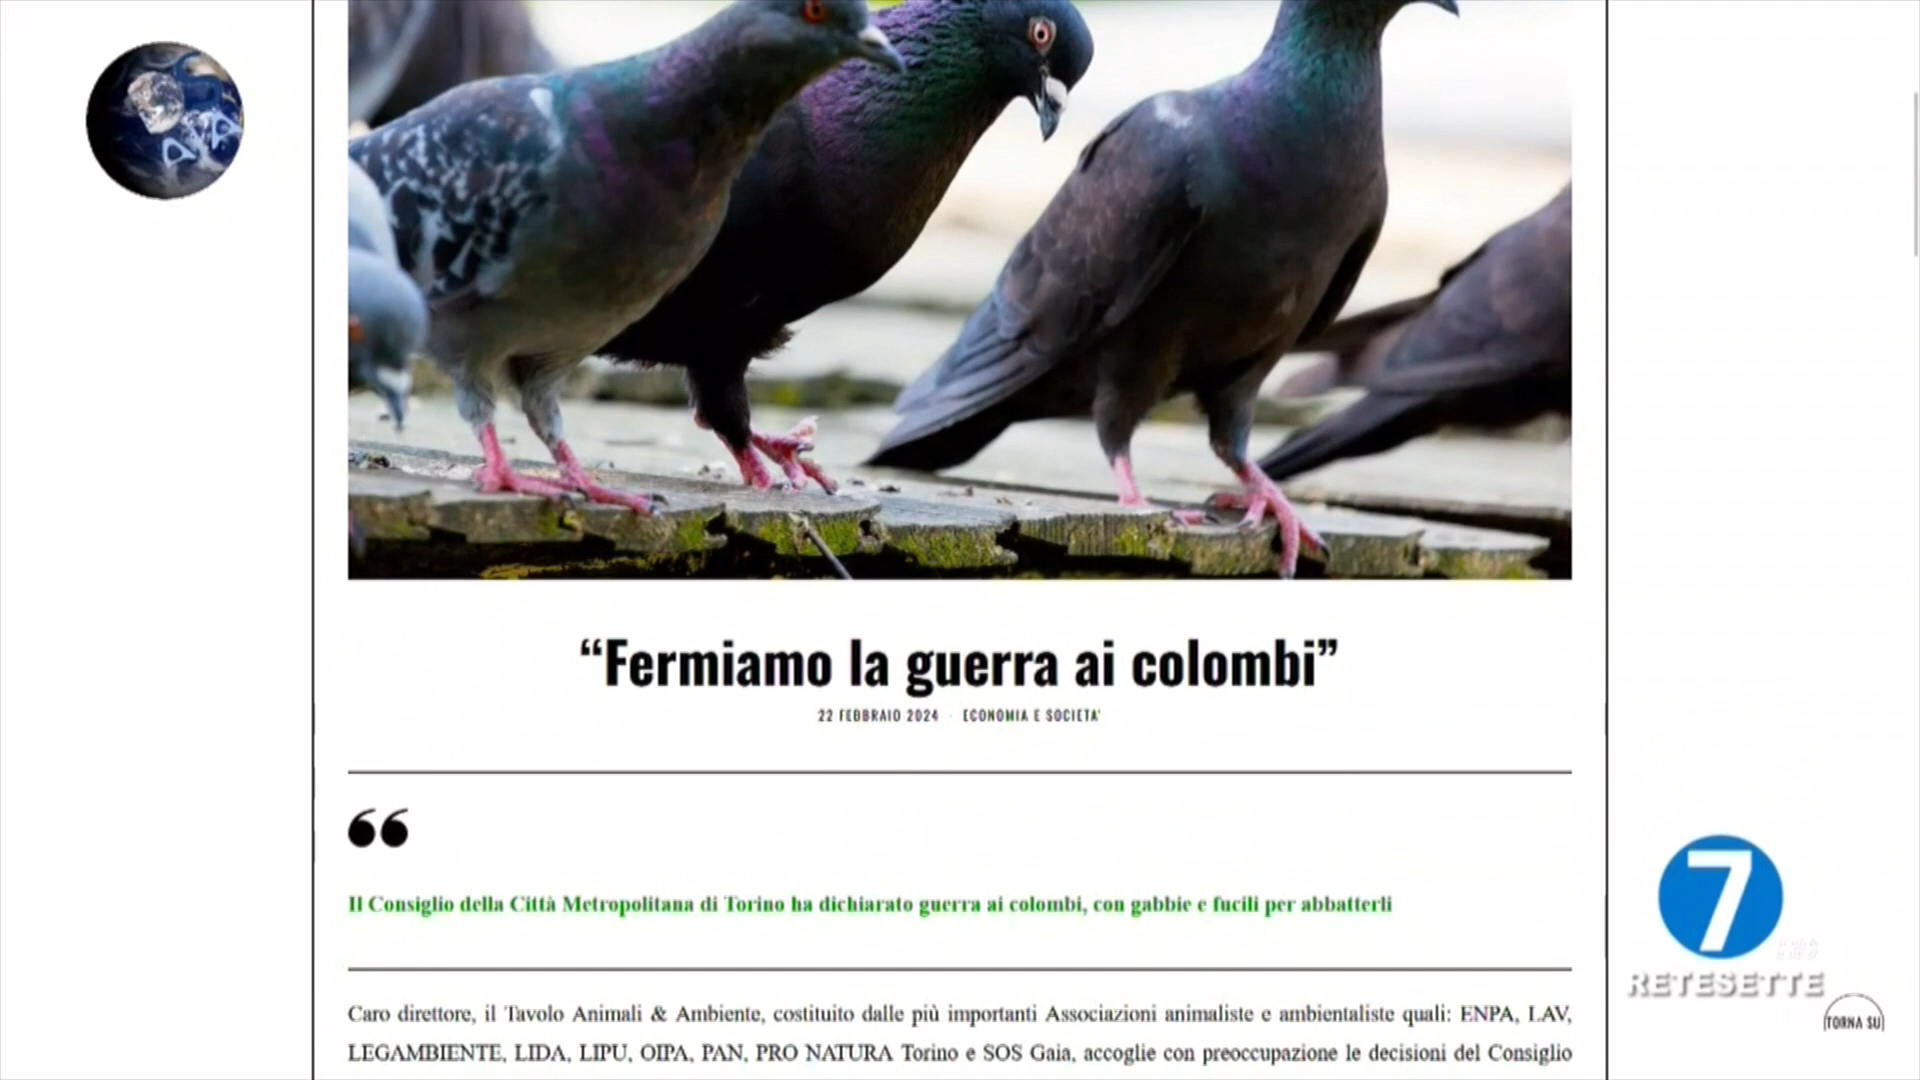 “Fermiamo la guerra ai colombi”
22 FEBBRAIO 2024 · ECONOMIA E SOCIETA'
Il Consiglio della Città Metropolitana di Torino ha dichiarato guerra ai colombi, con gabbie e fucili per abbatterli
Caro direttore, il Tavolo Animali & Ambiente, costituito dalle più importanti Associazioni animaliste e ambientaliste quali: ENPA, LAV,
LEGAMBIENTE, LIDA, LIPU, OIPA, PAN, PRO NATURA Torino e SOS Gaia, accoglie con preoccupazione le decisioni del Consiglio
7
RETESETTE
TORNA SU